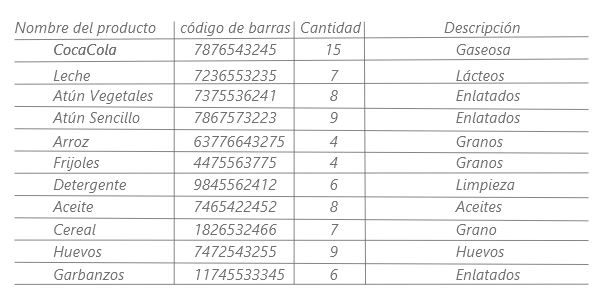 Nombre del producto código de barras Cantidad Descripción
CocaCola 7876543245 15 Gaseosa
Leche 7236553235 7 Lácteos
Atún Vegetales 7375536241 8 Enlatados
Atún Sencillo 7867573223 9 Enlatados
Arroz 63776643275 4 Granos
Frijoles 4475563775 4 Granos
Detergente 9845562412 6 Limpieza
Aceite 7465422452 8 Aceites
Cereal 1826532466 7 Grano
Huevos 7472543255 9 Huevos
Garbanzos 11745533345 6 Enlatados